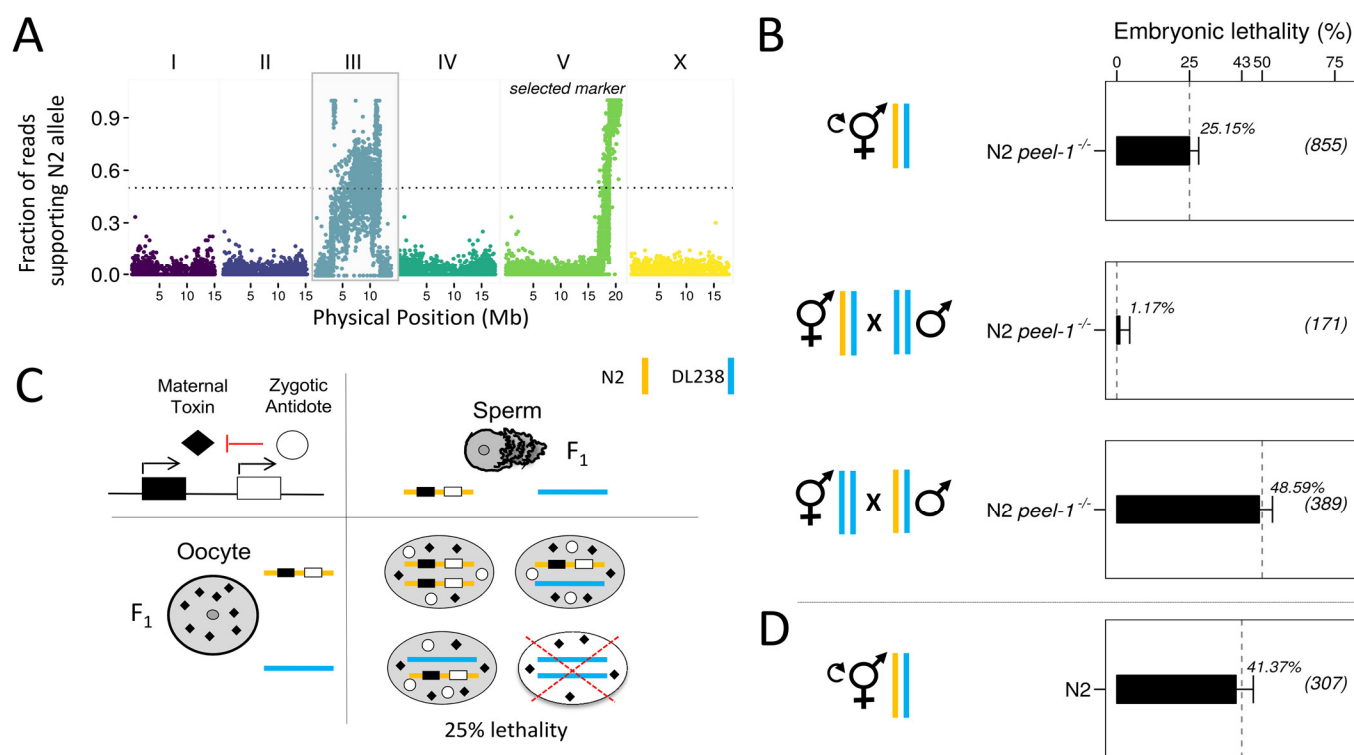 A
I II III IV V X
selected marker
Fraction of reads
supporting N2 allele
0.9
0.6
0.3
0.0
5 10 15 5 10 15 5 10 5 10 15 5 10 15 20 5 10 15
Physical Position (Mb)
B
Embryonic lethality (%)
0 25 43 50 75
N2 peel-1-/- 25.15% (855)
X N2 peel-1-/- 1.17% (171)
X N2 peel-1-/- 48.59% (389)
C
N2 DL238
Maternal
Toxin
Zygotic
Antidote
Sperm
F1
Oocyte
F1
25% lethality
D
N2 41.37% (307)